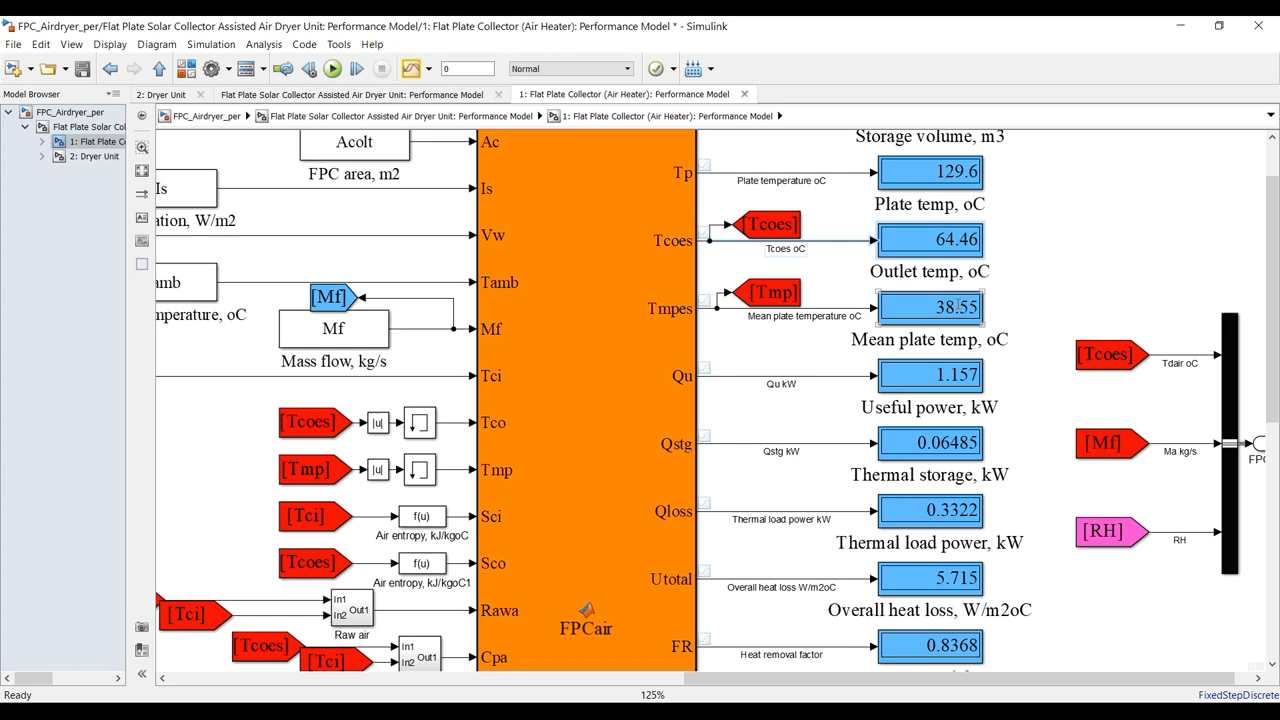 FPC_Airdryer_per/Flat Plate Solar Collector Assisted Air Dryer Unit: Performance Model/1: Flat Plate Collector (Air Heater): Performance Model * - Simulink
File Edit View Display Diagram Simulation Analysis Code Tools Help
0
Normal
Model Browser
2: Dryer Unit
Flat Plate Solar Collector Assisted Air Dryer Unit: Performance Model
1: Flat Plate Collector (Air Heater): Performance Model
FPC_Airdryer_per
Flat Plate Solar Collector Assisted Air Dryer Unit: Performance Model
1: Flat Plate Collector (Air Heater): Performance Model
FPC_Airdryer_per
Flat Plate Solar Col
1: Flat Plate C
2: Dryer Unit
Acolt
FPC area, m2
Is
ation, W/m2
amb
mperature, oC
[Mf]
Mf
Mass flow, kg/s
[Tcoes]
|u|
[Tmp]
|u|
[Tci]
f(u)
Air entropy, kJ/kgoC
[Tcoes]
f(u)
Air entropy, kJ/kgoC1
[Tci]
In1
In2
Out1
Raw air
[Tcoes]
[Tci]
In1
In2
Out1
Ac
Is
Vw
Tamb
Mf
Tci
Tco
Tmp
Sci
Sco
Rawa
Cpa
FPCair
Tp
Tcoes
Tmpes
Qu
Qstg
Qloss
Utotal
FR
Storage volume, m3
Plate temperature oC
129.6
Plate temp, oC
[Tcoes]
Tcoes oC
64.46
Outlet temp, oC
[Tmp]
Mean plate temperature oC
38.55
Mean plate temp, oC
Qu kW
1.157
Useful power, kW
Qstg kW
0.06485
Thermal storage, kW
Thermal load power kW
0.3322
Thermal load power, kW
Overall heat loss W/m2oC
5.715
Overall heat loss, W/m2oC
Heat removal factor
0.8368
[Tcoes]
Tdair oC
[Mf]
Ma kg/s
[RH]
RH
FPC
Ready
125%
FixedStepDiscrete